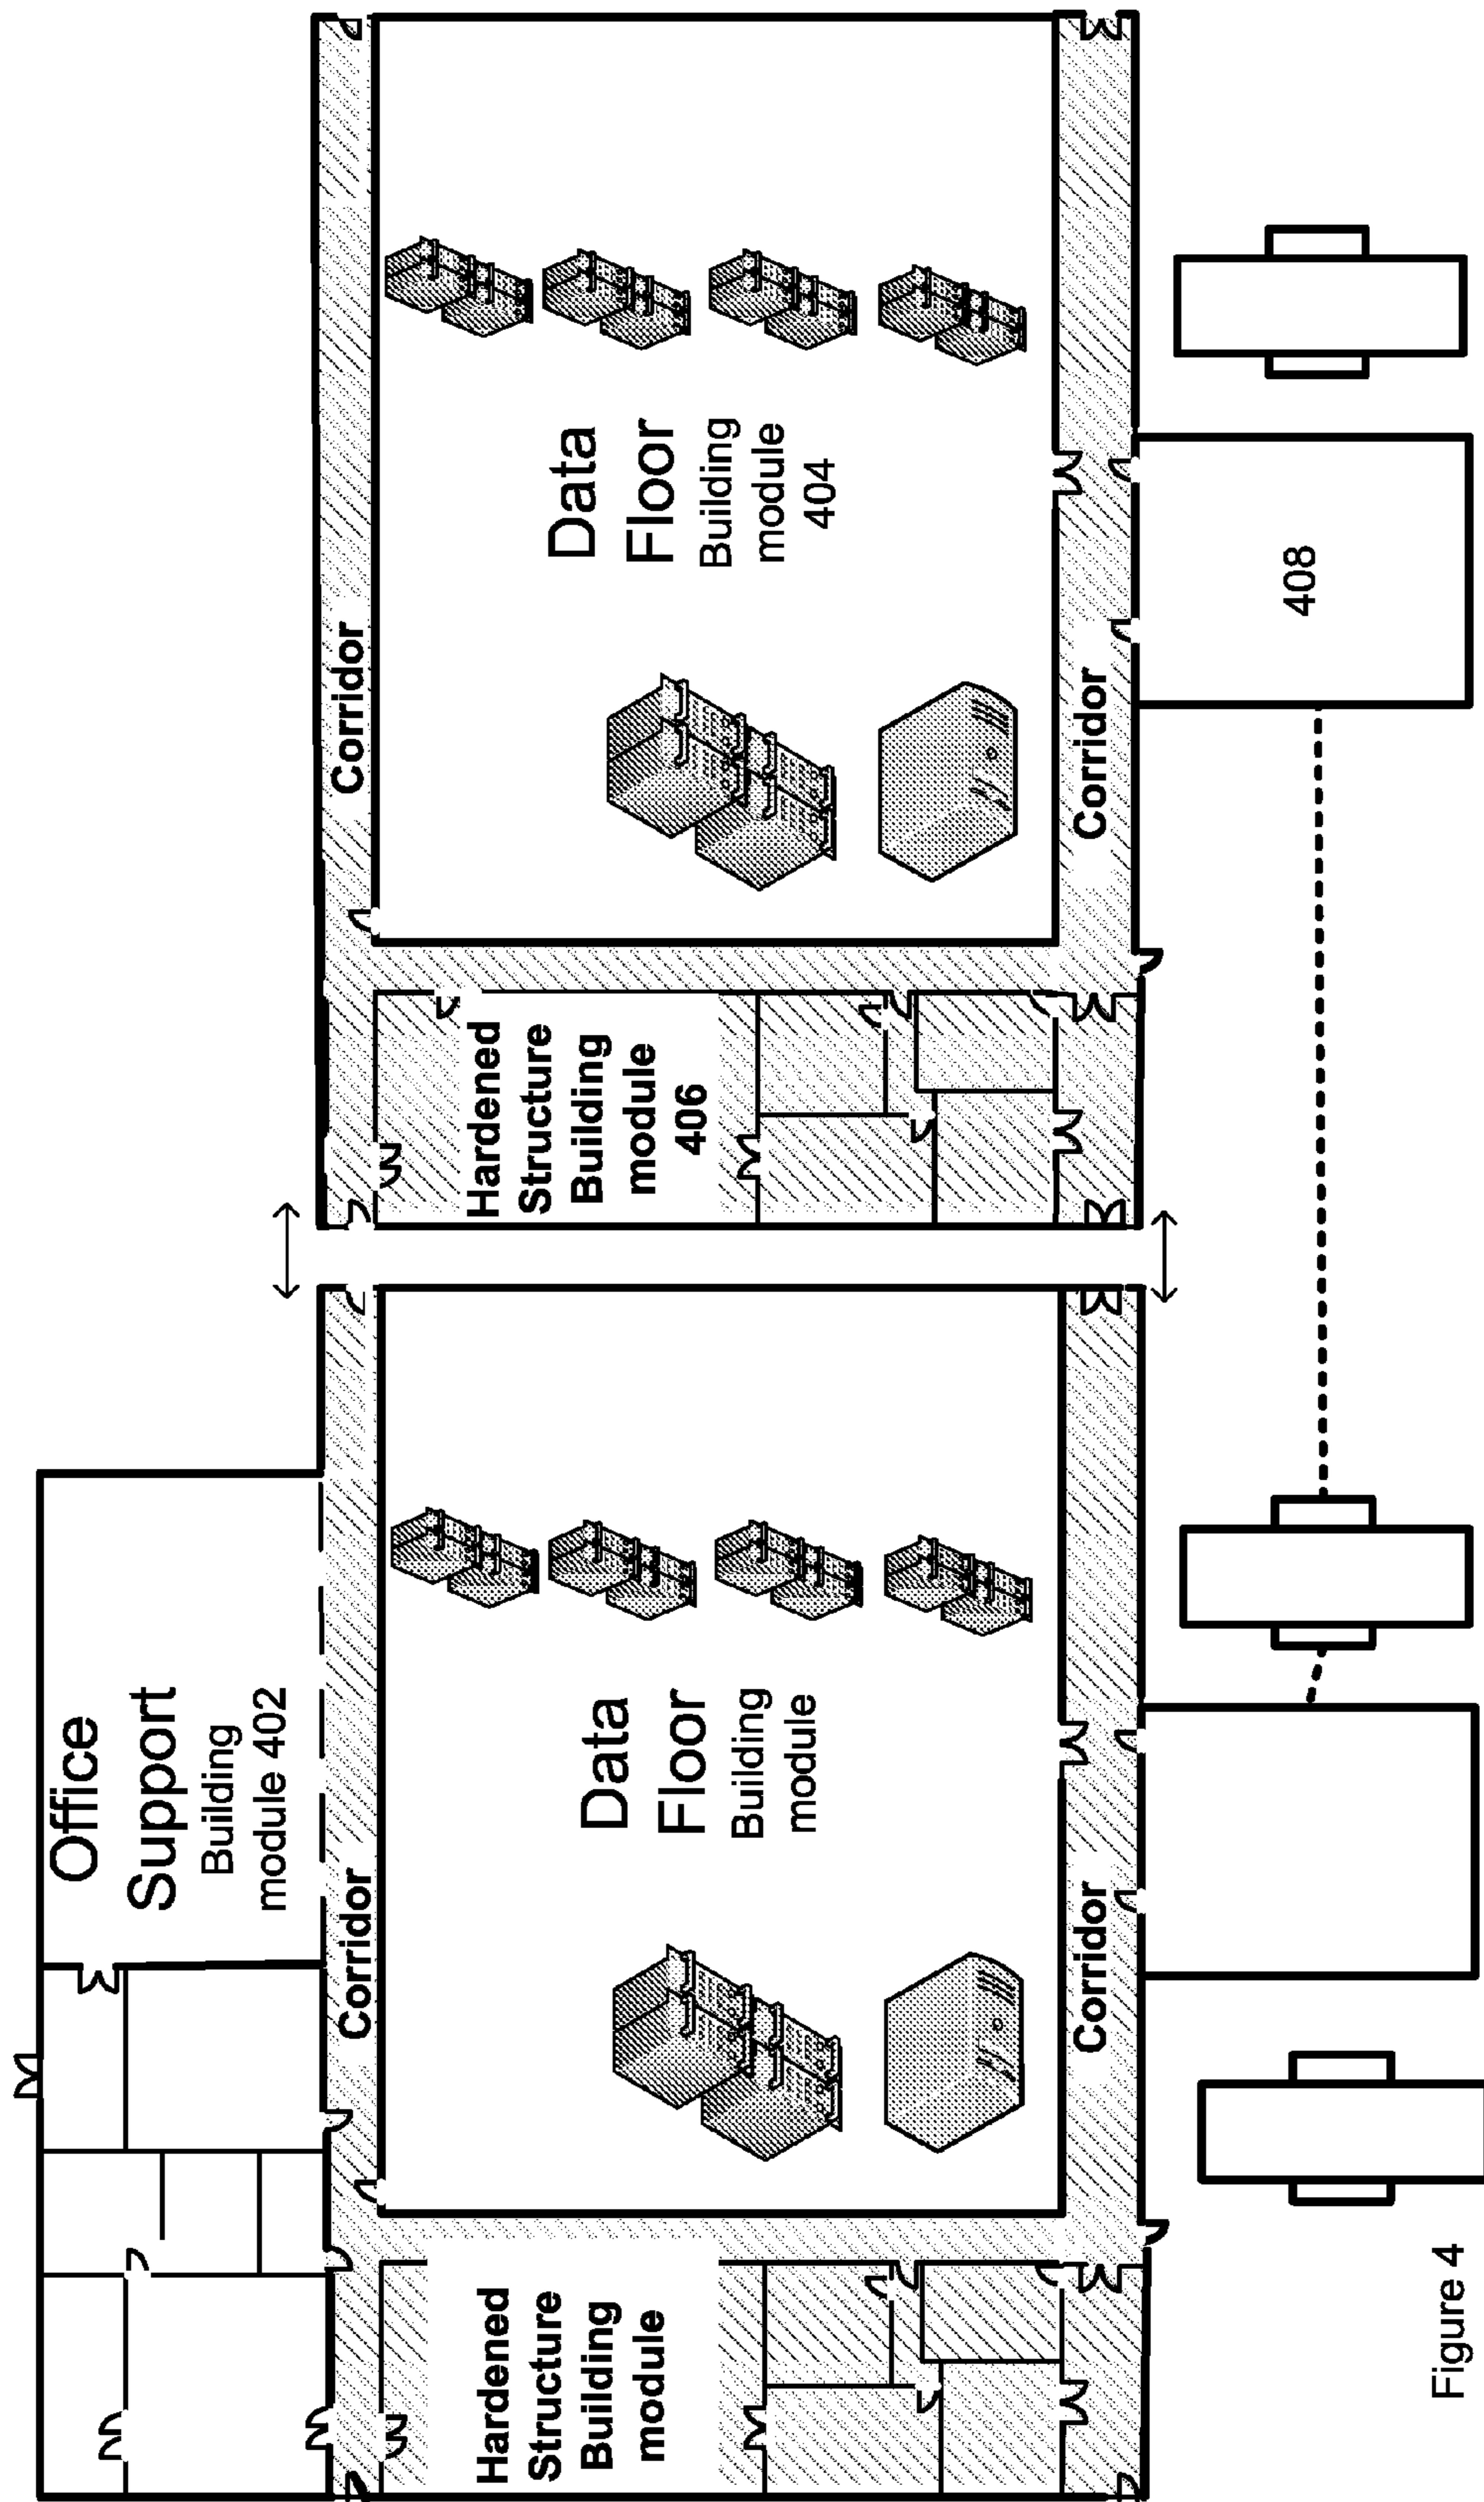 Office
Support
Building
module 402
Corridor
Corridor
Hardened
Structure
Building
module
Data
Floor
Building
module
Hardened
Structure
Building
module
406
Data
Floor
Building
module
404
Corridor
Corridor
408
Figure 4